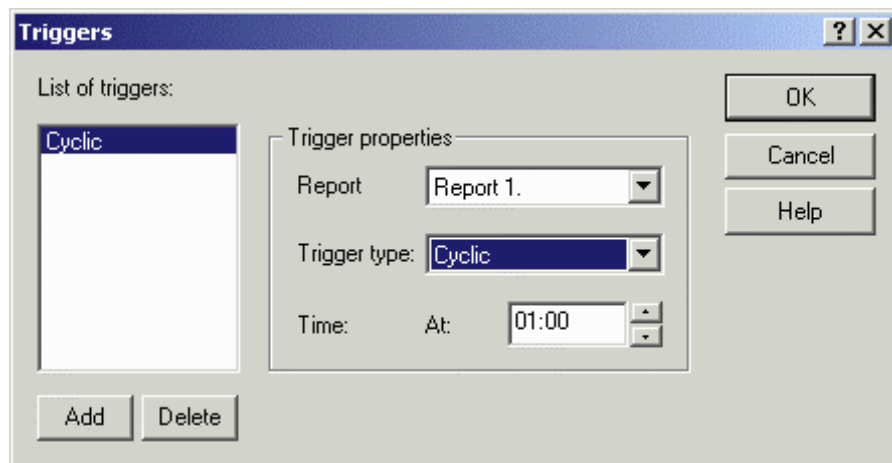 Triggers
List of triggers:
Cyclic
Trigger properties
Report Report 1.
Trigger type: Cyclic
Time: At: 01:00
OK
Cancel
Help
Add Delete